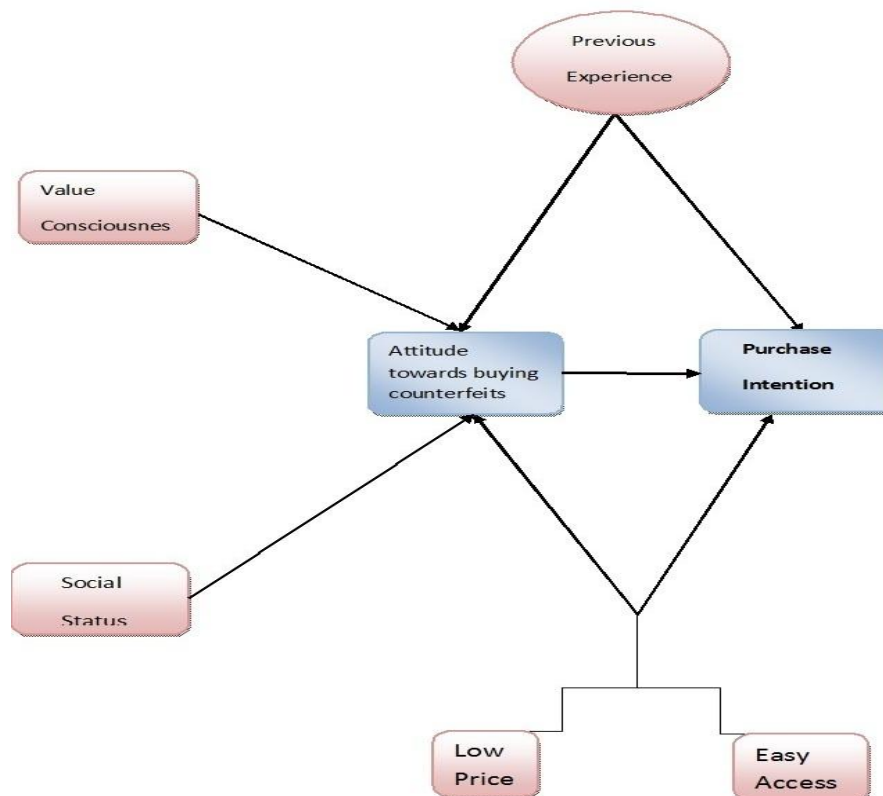 Previous
Experience
Value
Consciousnes
Attitude
towards buying
counterfeits
Purchase
Intention
Social
Status
Low
Price
Easy
Access